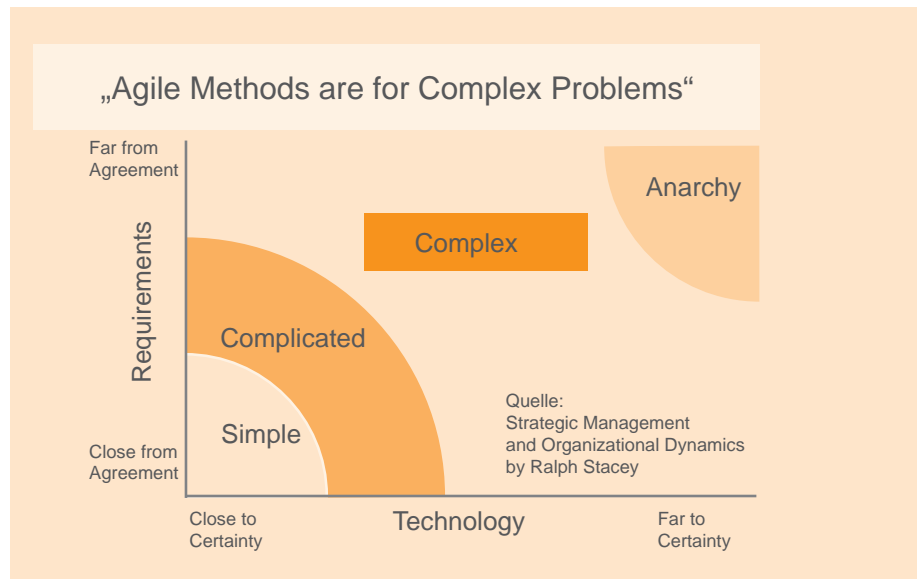 „Agile Methods are for Complex Problems“
Far from
Agreement
Anarchy
Complex
Requirements
Complicated
Simple
Quelle:
Strategic Management
and Organizational Dynamics
by Ralph Stacey
Close from
Agreement
Close to
Certainty
Technology
Far to
Certainty